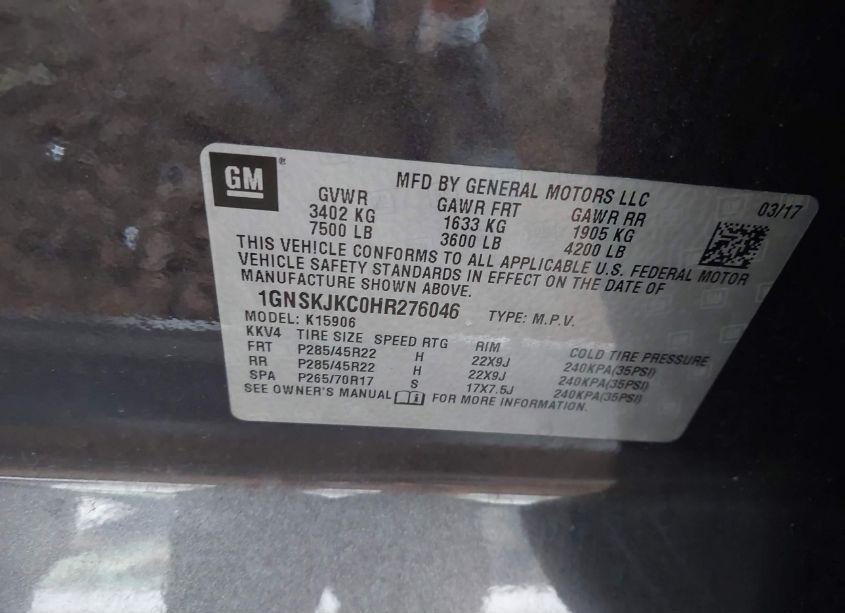 GM®
MFD BY GENERAL MOTORS LLC
03/17
GVWR GAWR FRT GAWR RR
3402 KG 1633 KG 1905 KG
7500 LB 3600 LB 4200 LB
THIS VEHICLE CONFORMS TO ALL APPLICABLE U.S. FEDERAL MOTOR
VEHICLE SAFETY STANDARDS IN EFFECT ON THE DATE OF
MANUFACTURE SHOWN ABOVE.
1GNSKJKC0HR276046 TYPE: M.P.V.
MODEL: K15906
KKV4 TIRE SIZE SPEED RTG RIM COLD TIRE PRESSURE
FRT P285/45R22 H 22X9J 240KPA(35PSI)
RR P285/45R22 H 22X9J 240KPA(35PSI)
SPA P265/70R17 S 17X7.5J 240KPA(35PSI)
SEE OWNER'S MANUAL FOR MORE INFORMATION.